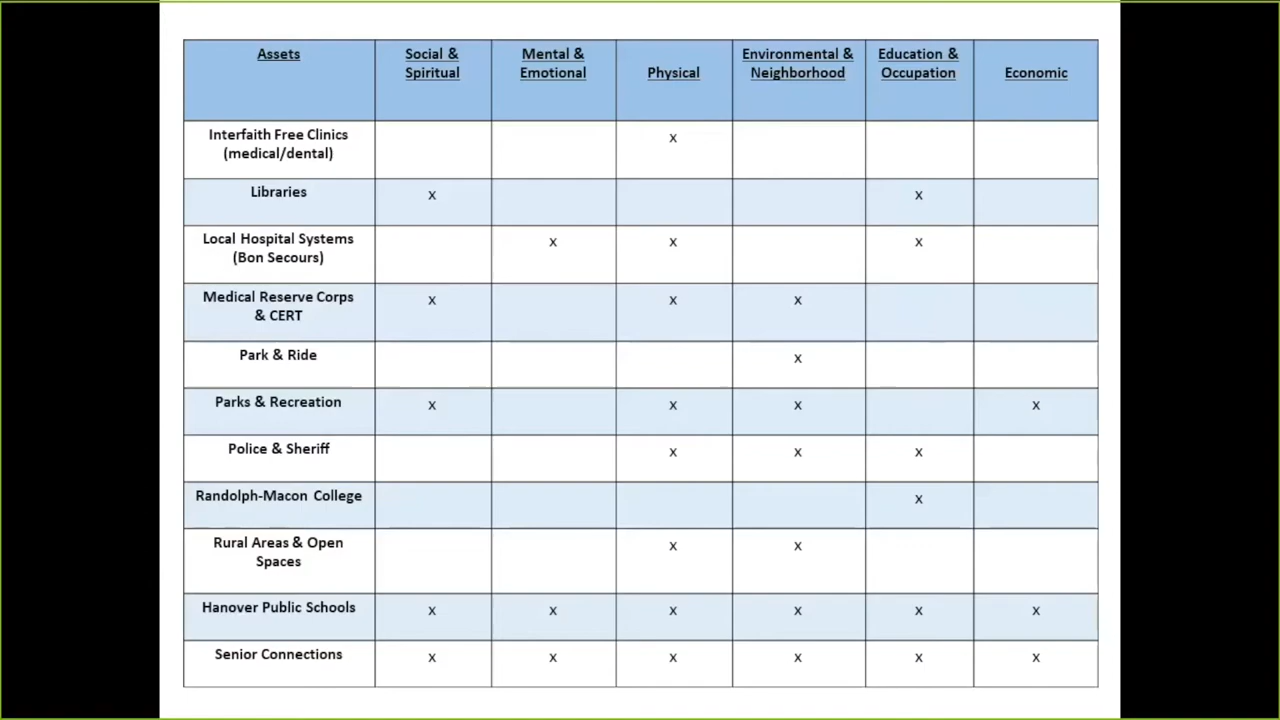 Assets Social & Spiritual Mental & Emotional Physical Environmental & Neighborhood Education & Occupation Economic
Interfaith Free Clinics
(medical/dental) x
Libraries x x
Local Hospital Systems
(Bon Secours) x x x
Medical Reserve Corps
& CERT x x x
Park & Ride x
Parks & Recreation x x x x
Police & Sheriff x x x
Randolph-Macon College x
Rural Areas & Open
Spaces x x
Hanover Public Schools x x x x x x
Senior Connections x x x x x x